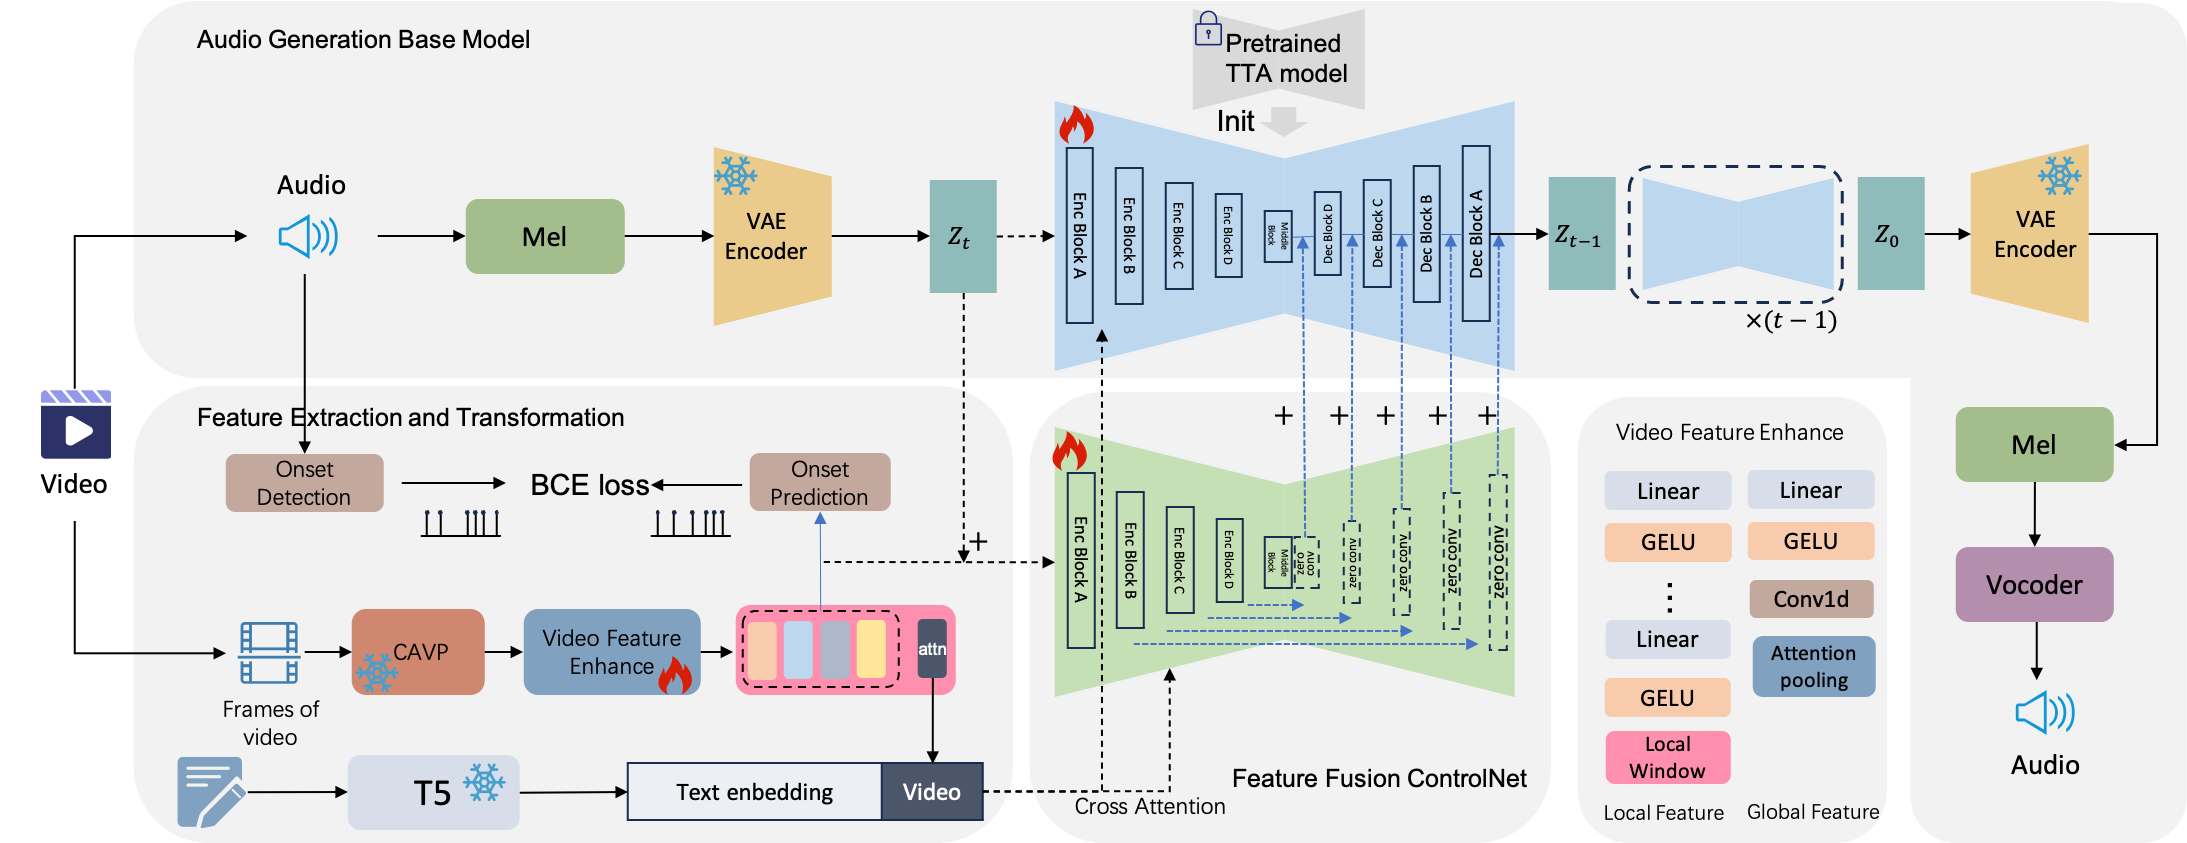 Audio Generation Base Model
Pretrained
TTA model
Init
Audio
Mel
VAE
Encoder
Z_t
Enc Block A
Enc Block B
Enc Block C
Enc Block D
Middle
Block
Dec Block D
Dec Block C
Dec Block B
Dec Block A
Z_{t−1}
×(t − 1)
Z_0
VAE
Encoder
Video
Feature Extraction and Transformation
Onset
Detection
BCE loss
Onset
Prediction
+
Frames of
video
CAVP
Video Feature
Enhance
attn
T5
Text enbedding
Video
Cross Attention
+ + + + +
Enc Block A
Enc Block B
Enc Block C
Enc Block D
Middle
Block
zero
conv
zero conv
zero conv
zero conv
zero conv
Feature Fusion ControlNet
Video Feature Enhance
Linear
GELU
⋮
Linear
GELU
Local
Window
Local Feature
Linear
GELU
Conv1d
Attention
pooling
Global Feature
Mel
Vocoder
Audio